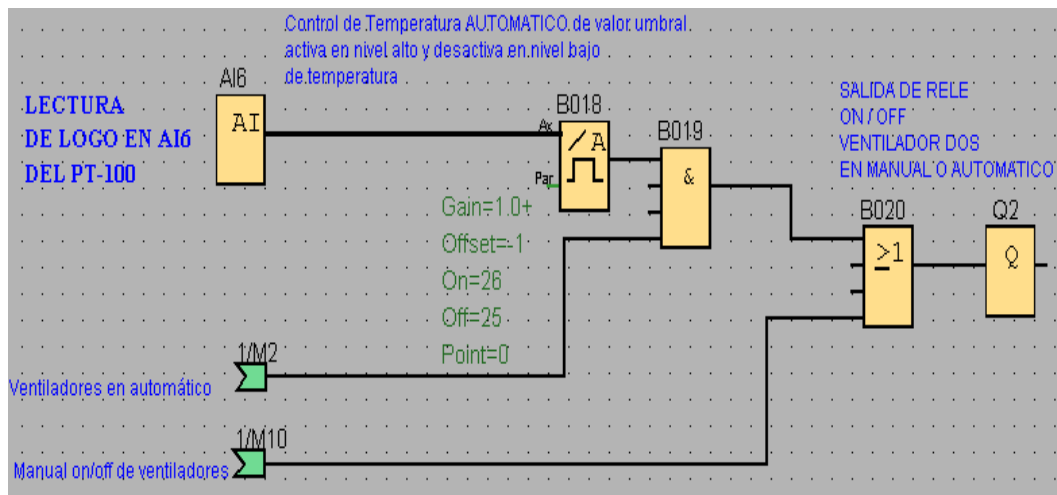 Control de Temperatura AUTOMATICO de valor umbral
activa en nivel alto y desactiva en nivel bajo
de temperatura
AI6
LECTURA
DE LOGO EN AI6
DEL PT-100
AI
B018
Ax
A
Par
B019
&
Gain=1.0+
Offset=-1
On=26
Off=25
Point=0
SALIDA DE RELE
ON / OFF
VENTILADOR DOS
EN MANUAL O AUTOMATICO
B020
>1
Q2
Q
1/M2
Ventiladores en automático
1/M10
Manual on/off de ventiladores